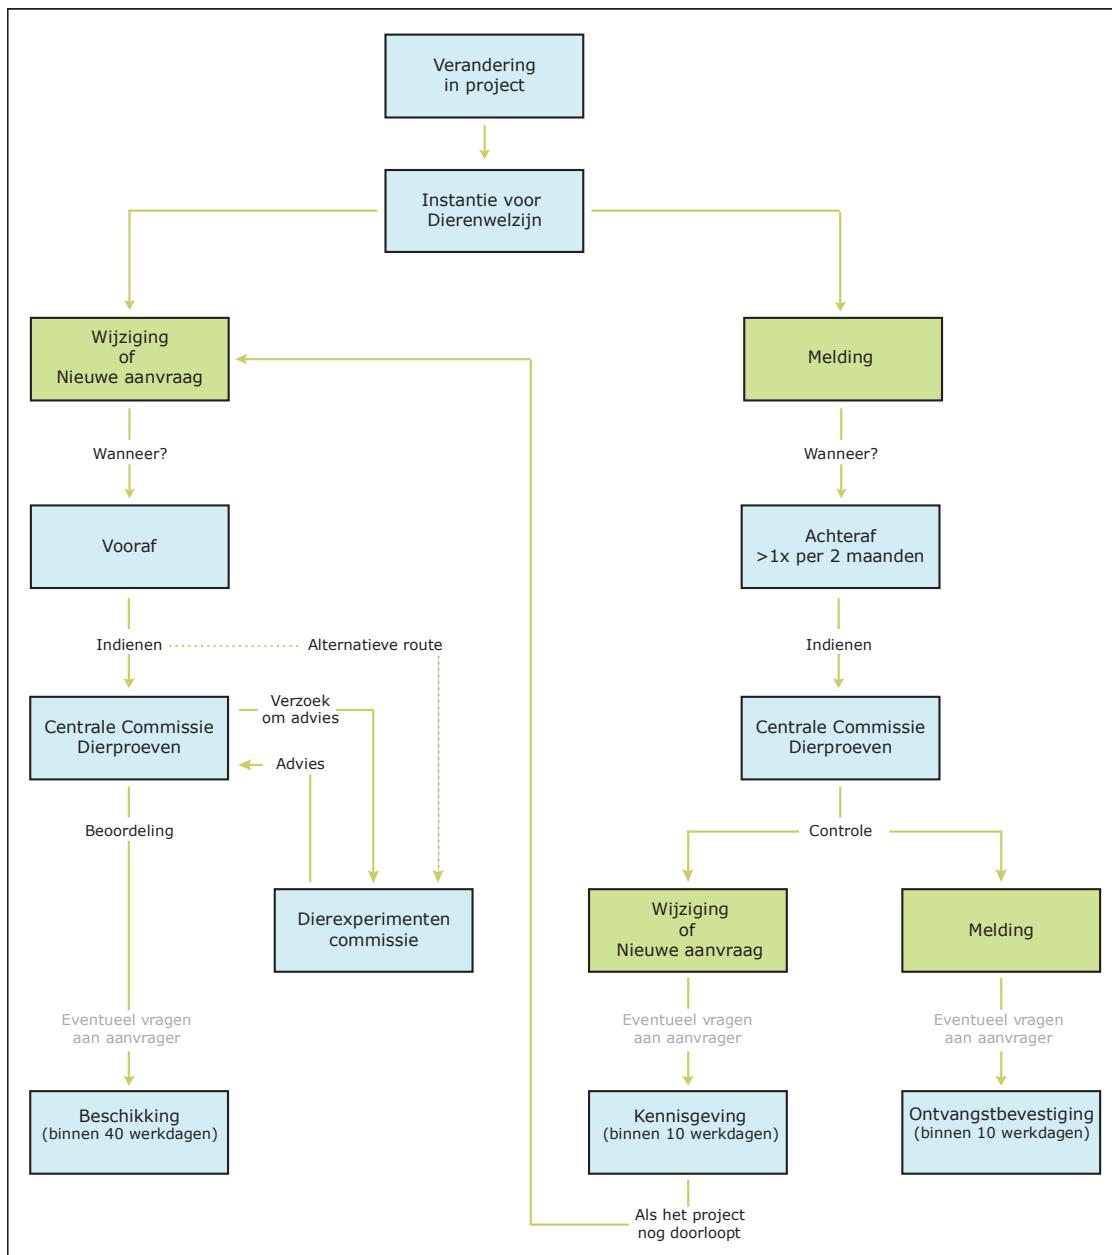 Verandering
in project
Instantie voor
Dierenwelzijn
Wijziging
of
Nieuwe aanvraag
Melding
Wanneer?
Wanneer?
Vooraf
Achteraf
>1x per 2 maanden
Indienen
Alternatieve route
Indienen
Centrale Commissie
Dierproeven
Verzoek
om advies
Advies
Centrale Commissie
Dierproeven
Beoordeling
Controle
Dierexperimenten
commissie
Wijziging
of
Nieuwe aanvraag
Melding
Eventueel vragen
aan aanvrager
Eventueel vragen
aan aanvrager
Eventueel vragen
aan aanvrager
Beschikking
(binnen 40 werkdagen)
Kennisgeving
(binnen 10 werkdagen)
Ontvangstbevestiging
(binnen 10 werkdagen)
Als het project
nog doorloopt